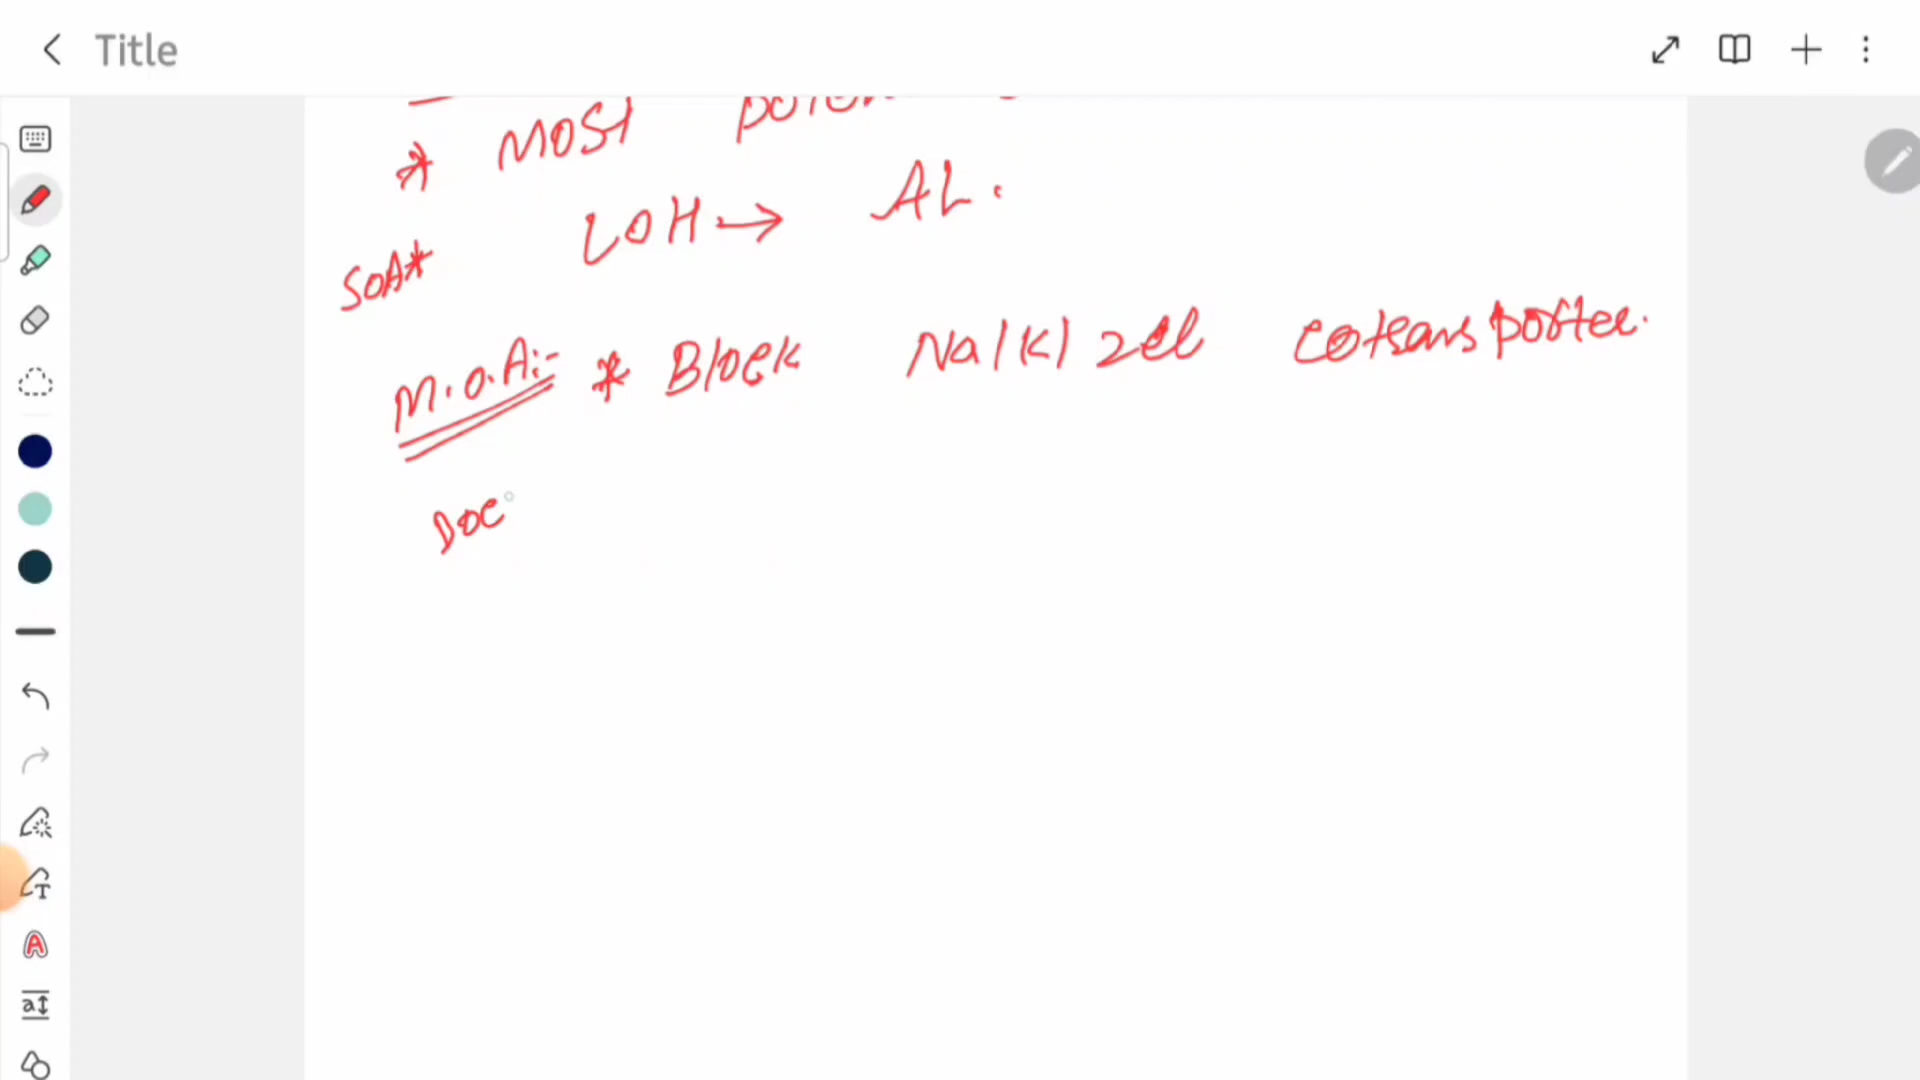 Title
* MOST
LOH → AL.
SOA*
M.O.A:- * Block Na/K/2Cl cotransporter.
DOC